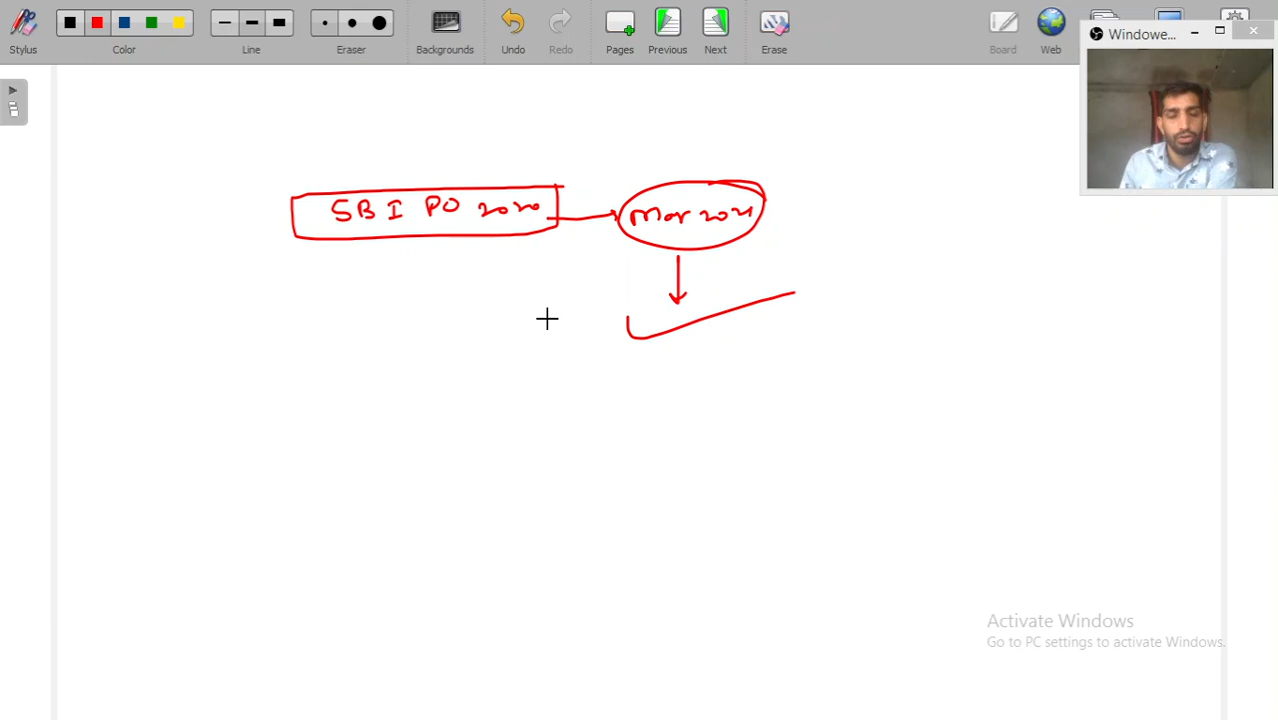 Stylus
Color
Line
Eraser
Backgrounds
Undo
Redo
Pages
Previous
Next
Erase
Board
Web
Windowe...
SBI PO 2020
Mar 2021
Activate Windows
Go to PC settings to activate Windows.